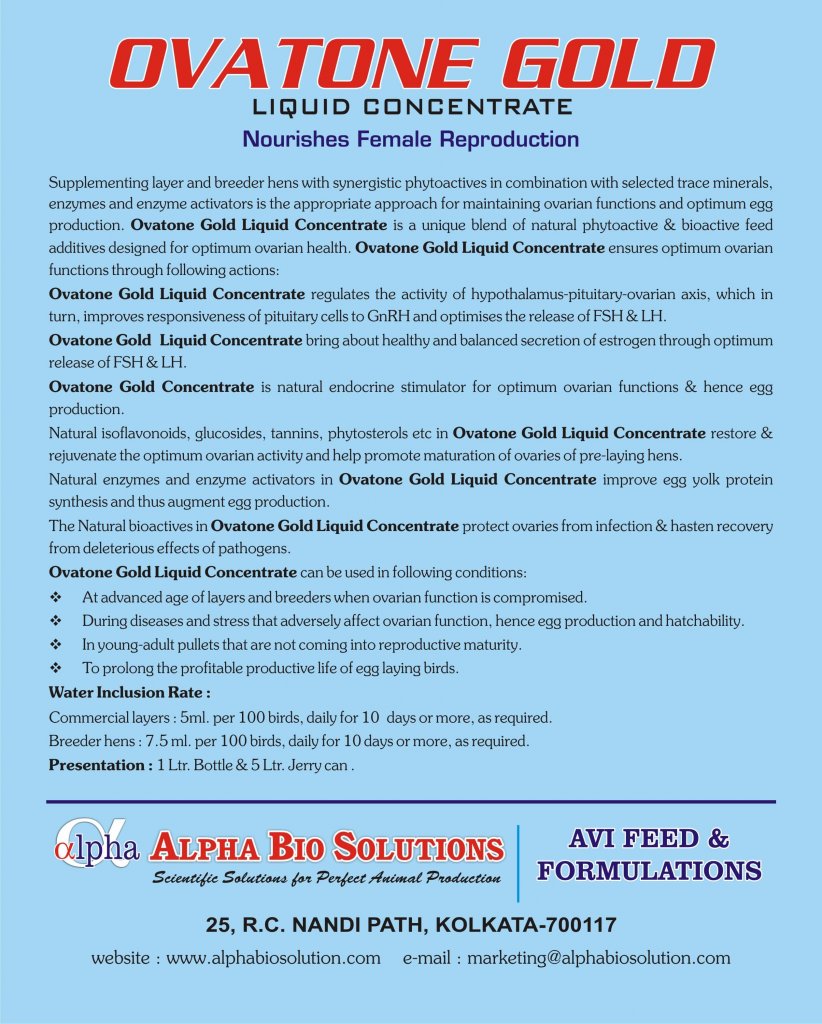 OVATONE GOLD
LIQUID CONCENTRATE
Nourishes Female Reproduction
Supplementing layer and breeder hens with synergistic phytoactives in combination with selected trace minerals,
enzymes and enzyme activators is the appropriate approach for maintaining ovarian functions and optimum egg
production. Ovatone Gold Liquid Concentrate is a unique blend of natural phytoactive & bioactive feed
additives designed for optimum ovarian health. Ovatone Gold Liquid Concentrate ensures optimum ovarian
functions through following actions:
Ovatone Gold Liquid Concentrate regulates the activity of hypothalamus-pituitary-ovarian axis, which in
turn, improves responsiveness of pituitary cells to GnRH and optimises the release of FSH & LH.
Ovatone Gold Liquid Concentrate bring about healthy and balanced secretion of estrogen through optimum
release of FSH & LH.
Ovatone Gold Concentrate is natural endocrine stimulator for optimum ovarian functions & hence egg
production.
Natural isoflavonoids, glucosides, tannins, phytosterols etc in Ovatone Gold Liquid Concentrate restore &
rejuvenate the optimum ovarian activity and help promote maturation of ovaries of pre-laying hens.
Natural enzymes and enzyme activators in Ovatone Gold Liquid Concentrate improve egg yolk protein
synthesis and thus augment egg production.
The Natural bioactives in Ovatone Gold Liquid Concentrate protect ovaries from infection & hasten recovery
from deleterious effects of pathogens.
Ovatone Gold Liquid Concentrate can be used in following conditions:
❖ At advanced age of layers and breeders when ovarian function is compromised.
❖ During diseases and stress that adversely affect ovarian function, hence egg production and hatchability.
❖ In young-adult pullets that are not coming into reproductive maturity.
❖ To prolong the profitable productive life of egg laying birds.
Water Inclusion Rate :
Commercial layers : 5ml. per 100 birds, daily for 10 days or more, as required.
Breeder hens : 7.5 ml. per 100 birds, daily for 10 days or more, as required.
Presentation : 1 Ltr. Bottle & 5 Ltr. Jerry can .
αlpha ALPHA BIO SOLUTIONS
Scientific Solutions for Perfect Animal Production
AVI FEED &
FORMULATIONS
25, R.C. NANDI PATH, KOLKATA-700117
website : www.alphabiosolution.com e-mail : marketing@alphabiosolution.com